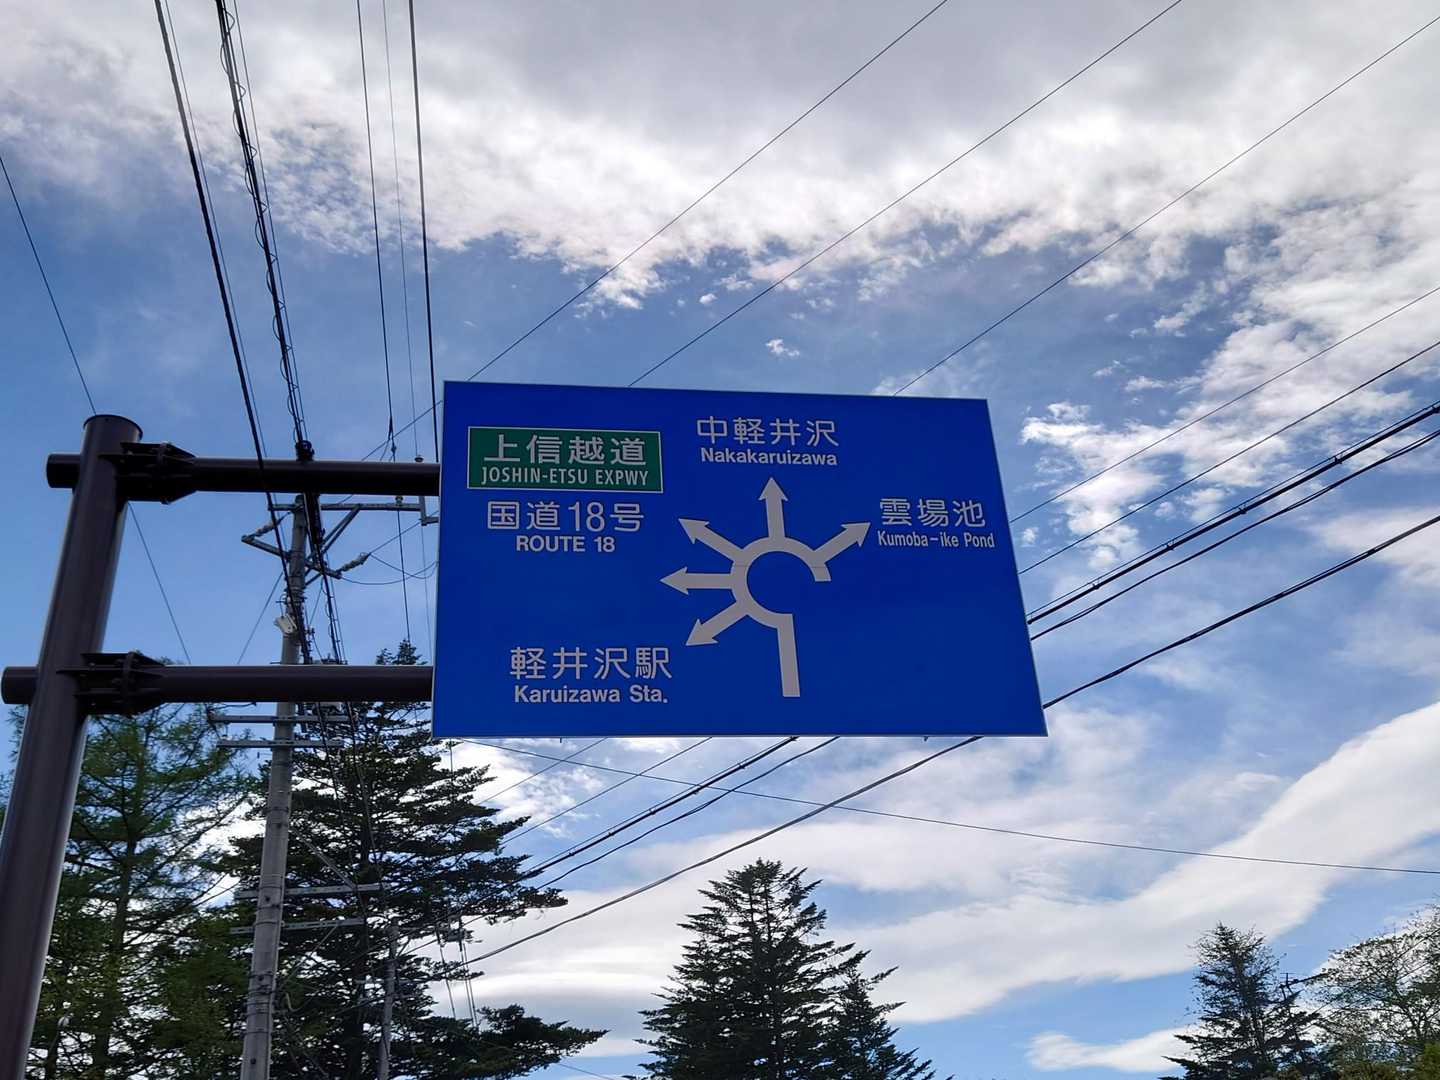 上信越道
JOSHIN-ETSU EXPWY
国道18号
ROUTE 18
中軽井沢
Nakakaruizawa
雲場池
Kumoba-ike Pond
軽井沢駅
Karuizawa Sta.